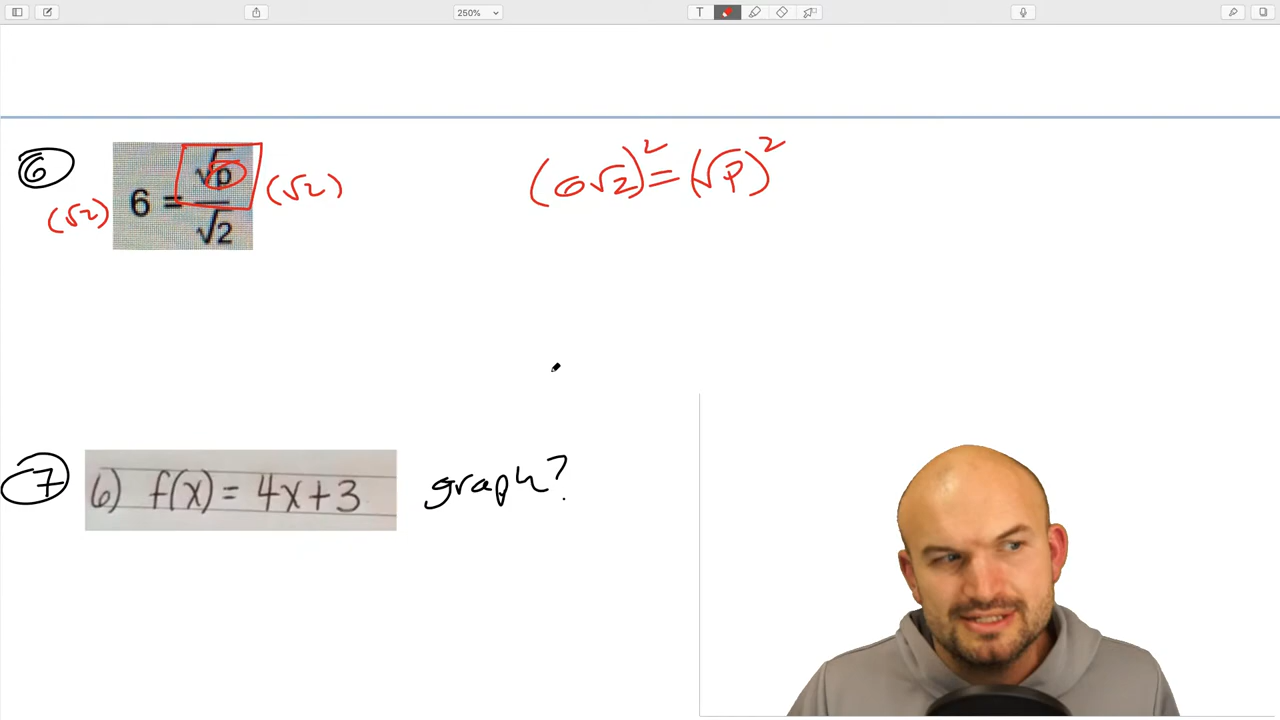 250%
T
6
6 = √p / √2
(√2)
(√2)
(6√2)² = (√p)²
7
6) f(x) = 4x+3
graph?